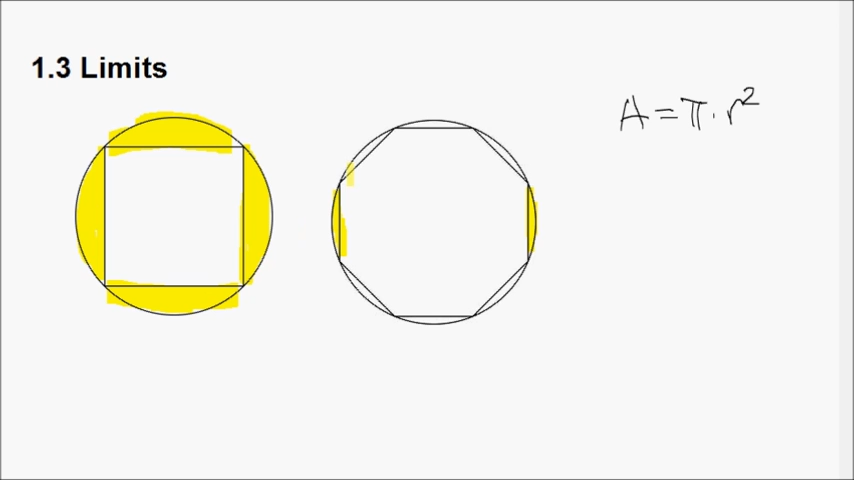 1.3 Limits
A = π · r²